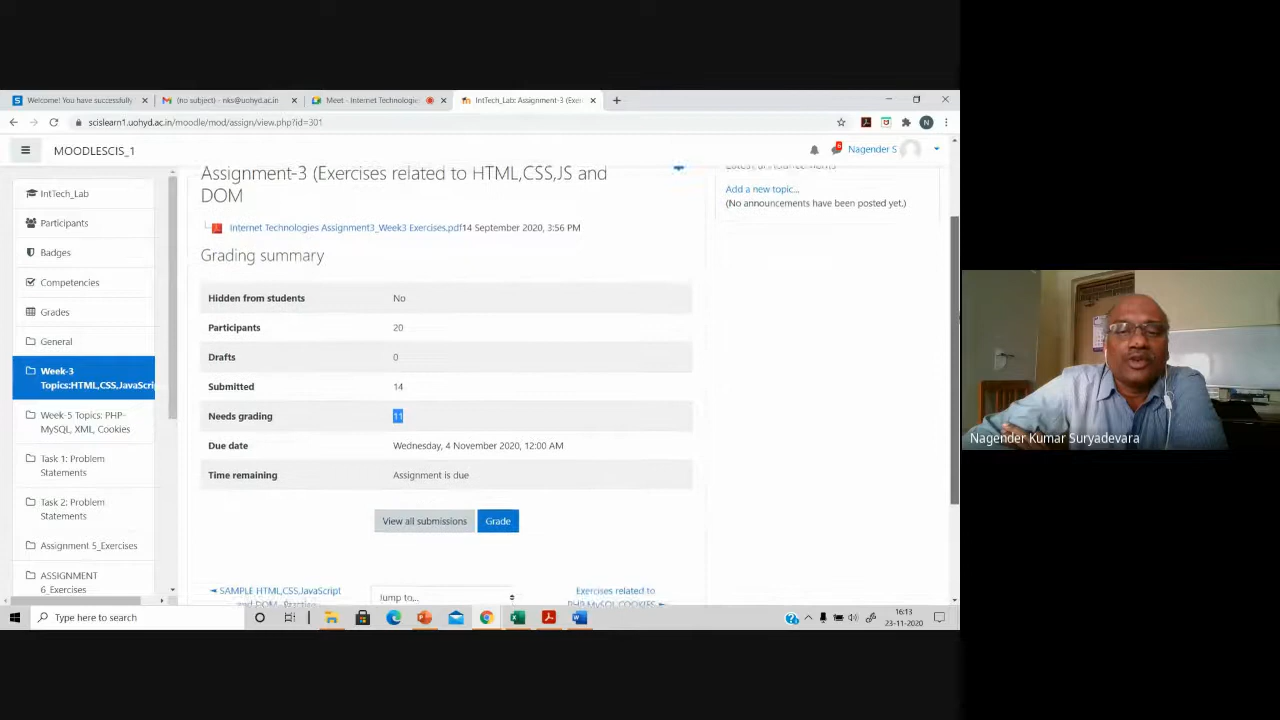 Welcome! You have successfully
(no subject) - nks@uohyd.ac.in
Meet - Internet Technologie
IntTech_Lab: Assignment-3 (Exer
scislearn1.uohyd.ac.in/moodle/mod/assign/view.php?id=301
N
MOODLESCIS_1
Nagender S
IntTech_Lab
Participants
Badges
Competencies
Grades
General
Week-3
Topics:HTML,CSS,JavaScrip
Week-5 Topics: PHP-
MySQL, XML, Cookies
Task 1: Problem
Statements
Task 2: Problem
Statements
Assignment 5_Exercises
ASSIGNMENT
6_Exercises
Assignment-3 (Exercises related to HTML,CSS,JS and
DOM
Internet Technologies Assignment3_Week3 Exercises.pdf14 September 2020, 3:56 PM
Grading summary
Hidden from students No
Participants 20
Drafts 0
Submitted 14
Needs grading 11
Due date Wednesday, 4 November 2020, 12:00 AM
Time remaining Assignment is due
View all submissions Grade
◄ SAMPLE HTML,CSS,JavaScript
Jump to...
Exercises related to
PHP,MySQL,COOKIES ►
Add a new topic...
(No announcements have been posted yet.)
Nagender Kumar Suryadevara
Type here to search
16:13
23-11-2020